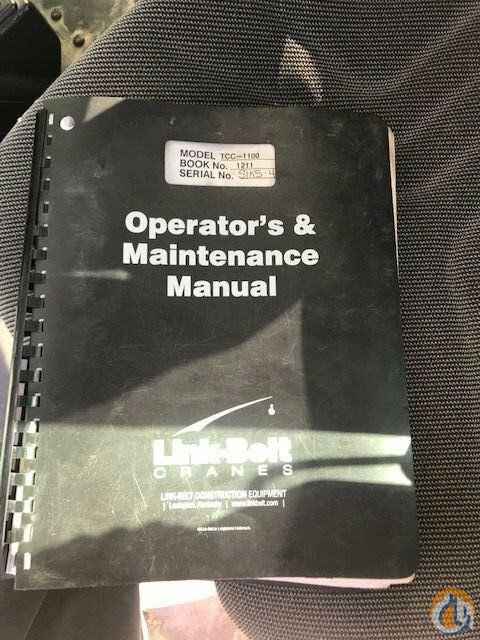 MODEL TCC-1100
BOOK No. 1211
SERIAL No.
Operator's &
Maintenance
Manual
Link-Belt
CRANES
LINK-BELT CONSTRUCTION EQUIPMENT
| Lexington, Kentucky | www.linkbelt.com |